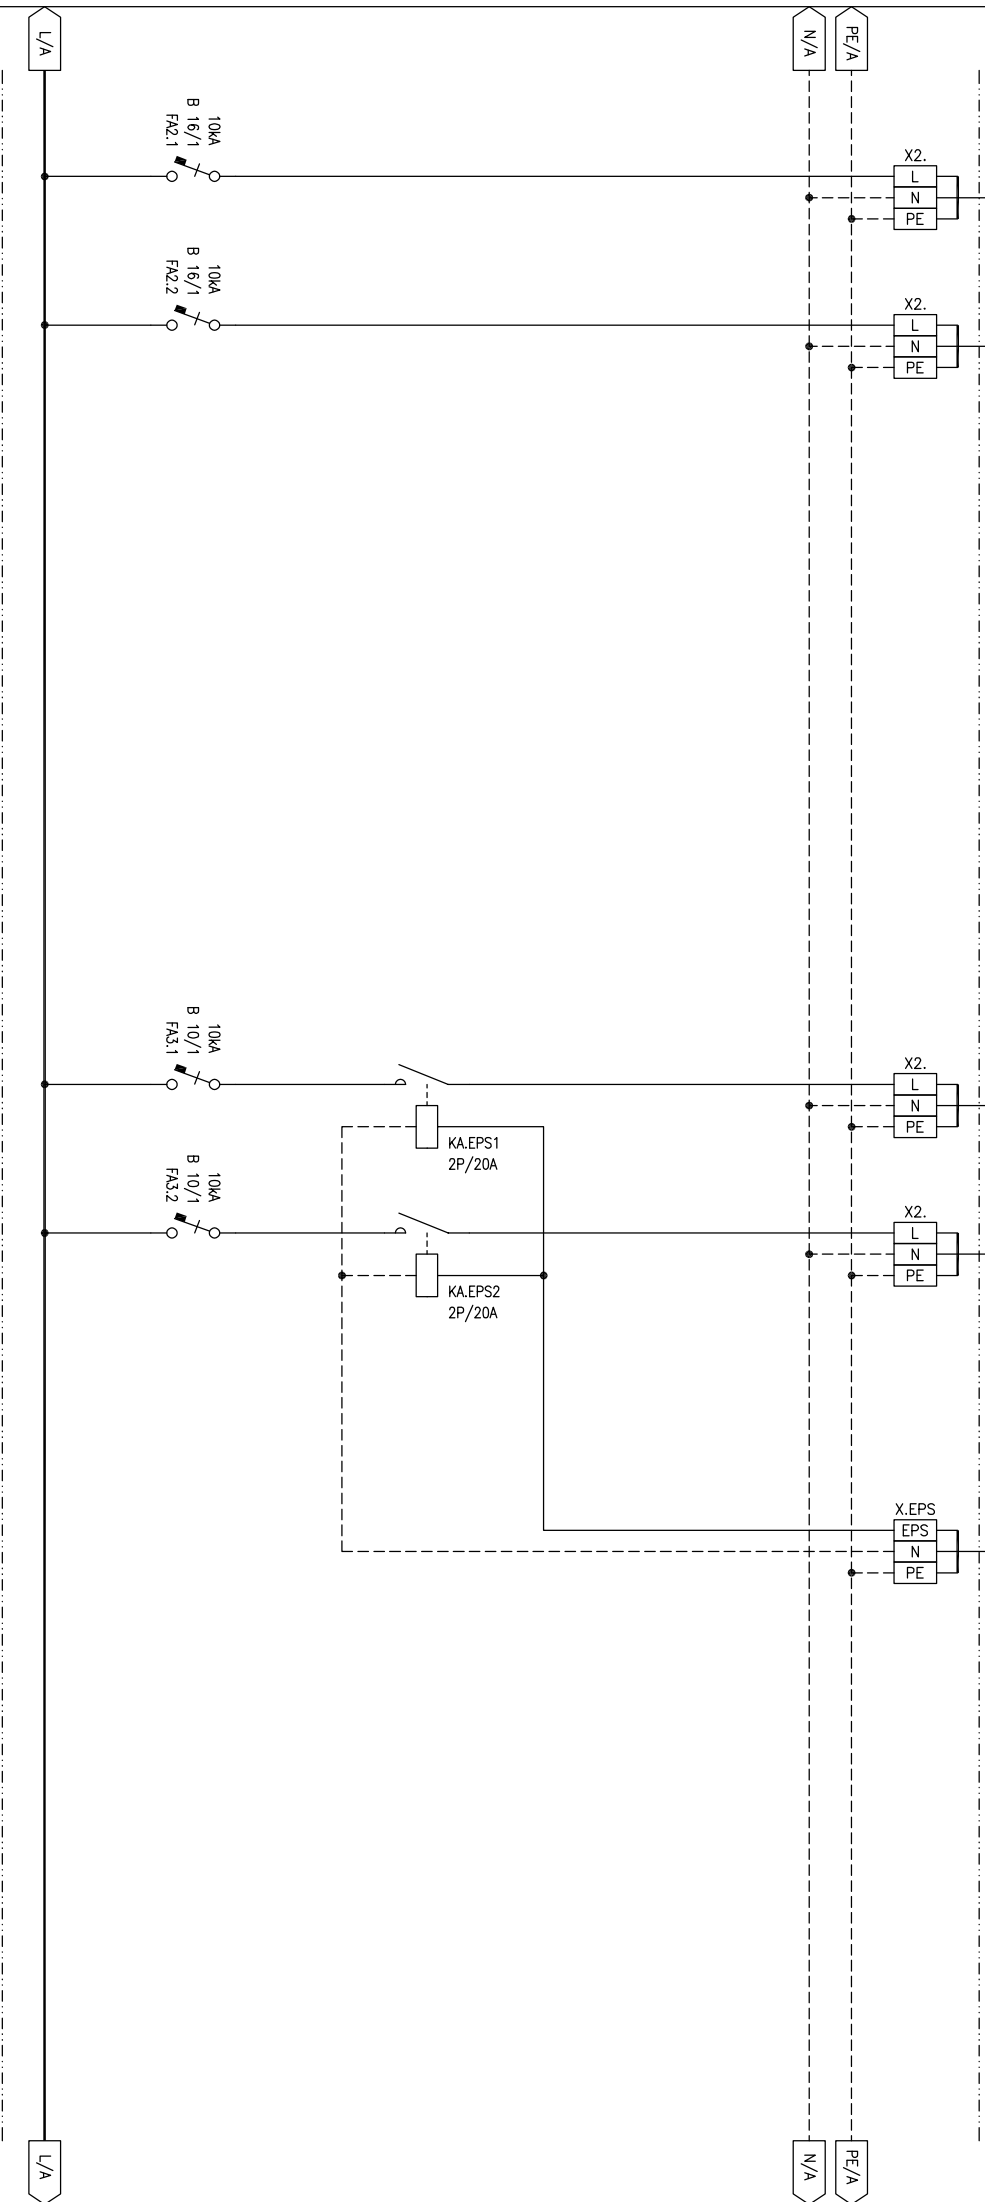 L/A
N/A
PE/A
10kA
B 16/1
FA2.1
X2.
L
N
PE
10kA
B 16/1
FA2.2
X2.
L
N
PE
10kA
B 10/1
FA3.1
KA.EPS1
2P/20A
X2.
L
N
PE
10kA
B 10/1
FA3.2
KA.EPS2
2P/20A
X2.
L
N
PE
X.EPS
EPS
N
PE
L/A
N/A
PE/A